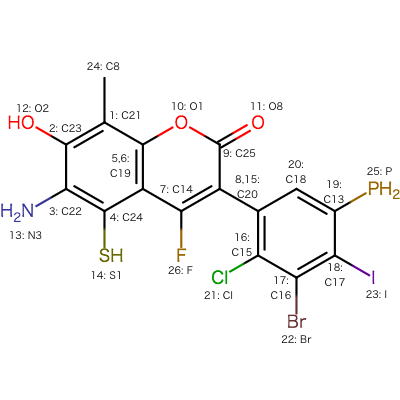 24: C8
12: O2
10: O1
11: O8
1: C21
2: C23
HO
O
O
5,6:
C19
9: C25
20:
C18
25: P
8,15:
C20
19:
C13
PH2
7: C14
3: C22
4: C24
H2N
13: N3
16:
C15
SH
14: S1
F
26: F
18:
C17
Cl
21: Cl
17:
C16
I
23: I
Br
22: Br